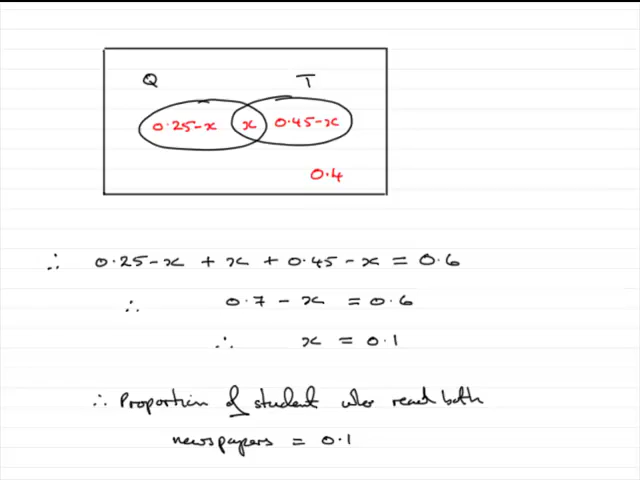 Q T
0.25-x x 0.45-x
0.4
∴ 0.25-x + x + 0.45 - x = 0.6
∴ 0.7 - x = 0.6
∴ x = 0.1
∴ Proportion of student who read both
newspapers = 0.1